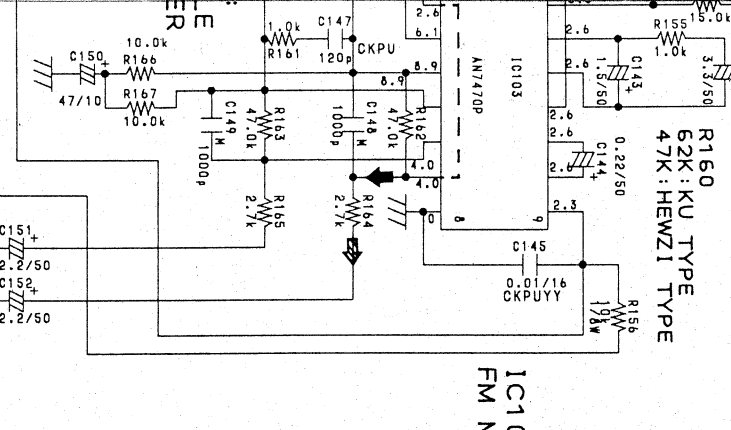 2.6
15.0k
1.0k
C147
2.6
R155
R161
6.1
1.0k
120p
CKPU
C150
10.0k
R166
8.9
8.9
AN7470P
IC103
2.6
1.5/50
C143
3.3/50
47/10
R167
10.0k
C149
M
1000p
R163
47.0k
C148
M
1000p
R162
47.0k
2.6
2.6
4.0
4.0
2.6
C144
0.22/50
R160
62K:KU TYPE
47K:HEWZI TYPE
R165
2.7k
R164
2.7k
0
8
9
2.3
C151
2.2/50
C145
0.01/16
CKPUYY
C152
2.2/50
R156
10k
1/8W
FM